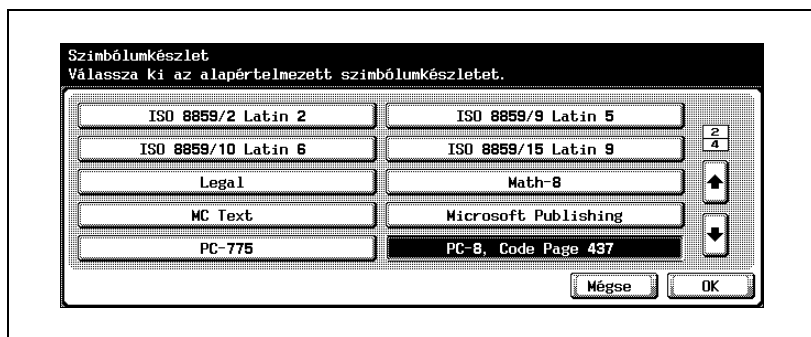 Szimbólumkészlet
Válassza ki az alapértelmezett szimbólumkészletet.
ISO 8859/2 Latin 2
ISO 8859/9 Latin 5
2
4
ISO 8859/10 Latin 6
ISO 8859/15 Latin 9
Legal
Math-8
MC Text
Microsoft Publishing
PC-775
PC-8, Code Page 437
Mégse
OK